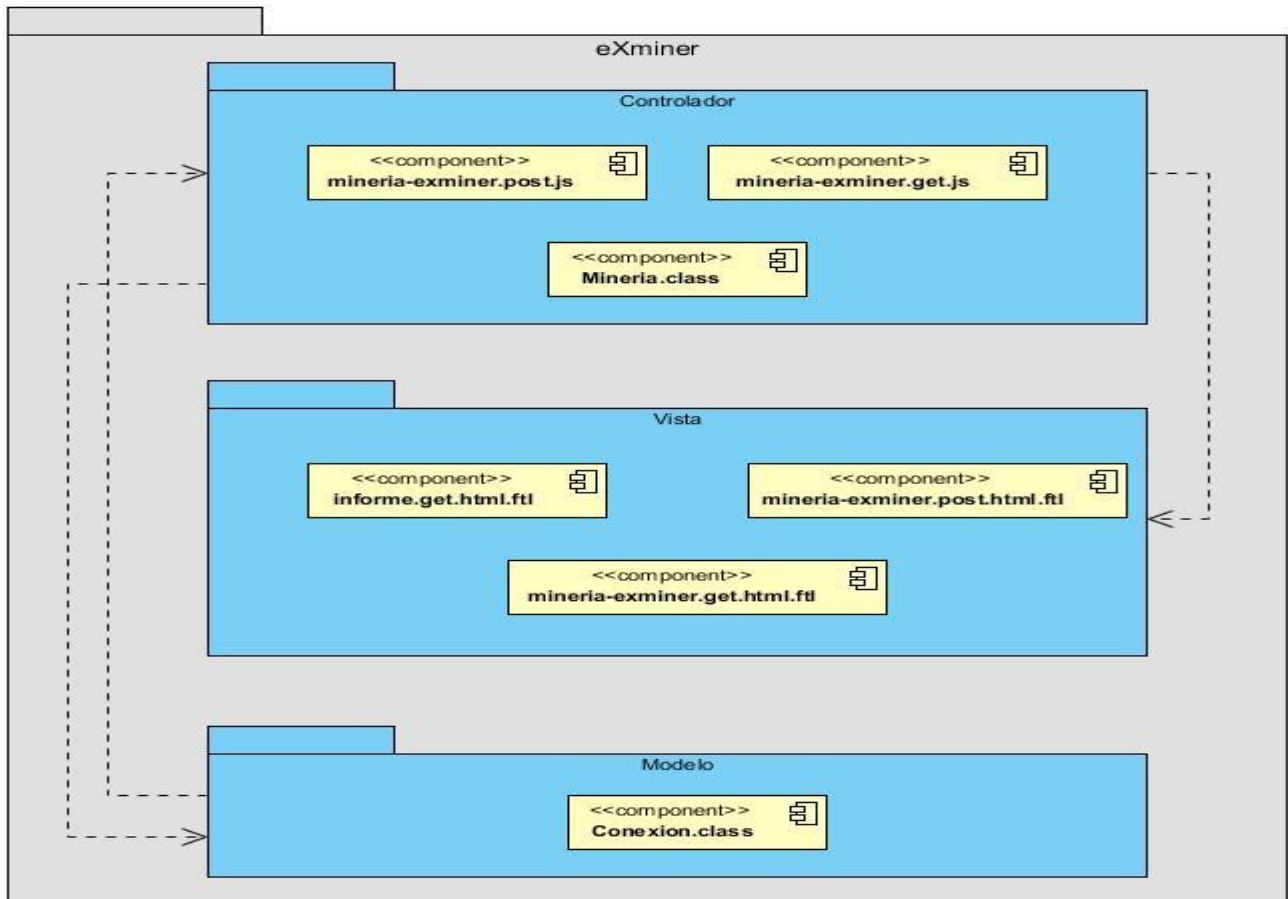 eXminer
Controlador
<<component>>
mineria-exminer.post.js
<<component>>
mineria-exminer.get.js
<<component>>
Mineria.class
Vista
<<component>>
informe.get.html.ftl
<<component>>
mineria-exminer.post.html.ftl
<<component>>
mineria-exminer.get.html.ftl
Modelo
<<component>>
Conexion.class